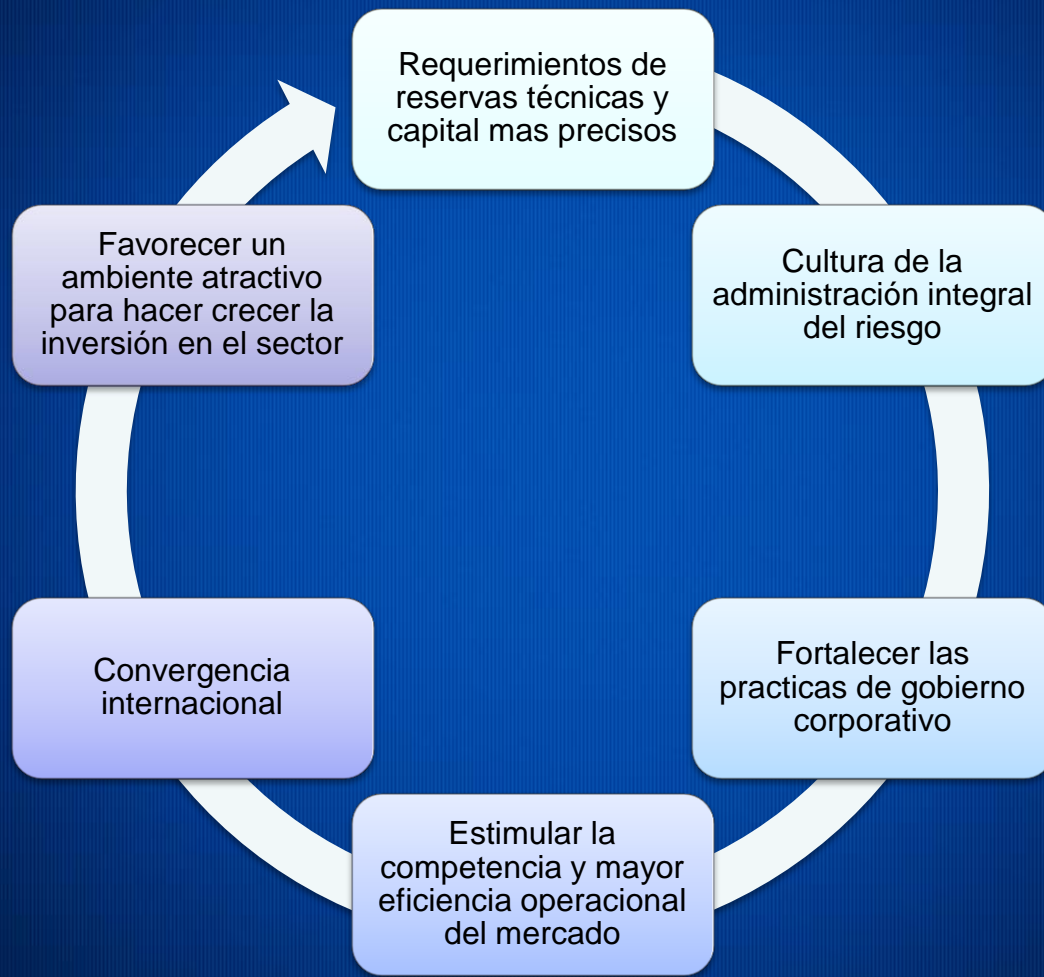 Requerimientos de
reservas técnicas y
capital mas precisos
Cultura de la
administración integral
del riesgo
Fortalecer las
practicas de gobierno
corporativo
Estimular la
competencia y mayor
eficiencia operacional
del mercado
Convergencia
internacional
Favorecer un
ambiente atractivo
para hacer crecer la
inversión en el sector